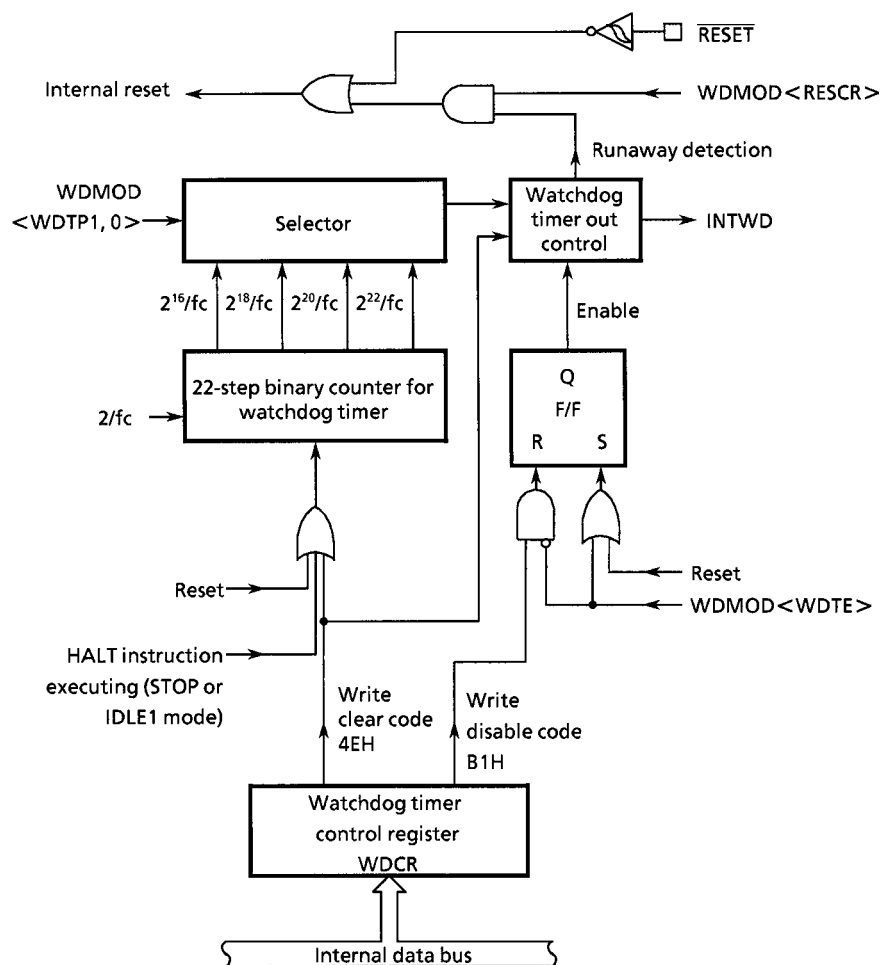 RESET
Internal reset
WDMOD<RESCR>
Runaway detection
WDMOD
<WDTP1, 0>
Selector
Watchdog
timer out
control
INTWD
2¹⁶/fc
2¹⁸/fc
2²⁰/fc
2²²/fc
Enable
22-step binary counter for
watchdog timer
2/fc
Q
F/F
R
S
Reset
Reset
WDMOD<WDTE>
HALT instruction
executing (STOP or
IDLE1 mode)
Write
clear code
4EH
Write
disable code
B1H
Watchdog timer
control register
WDCR
Internal data bus